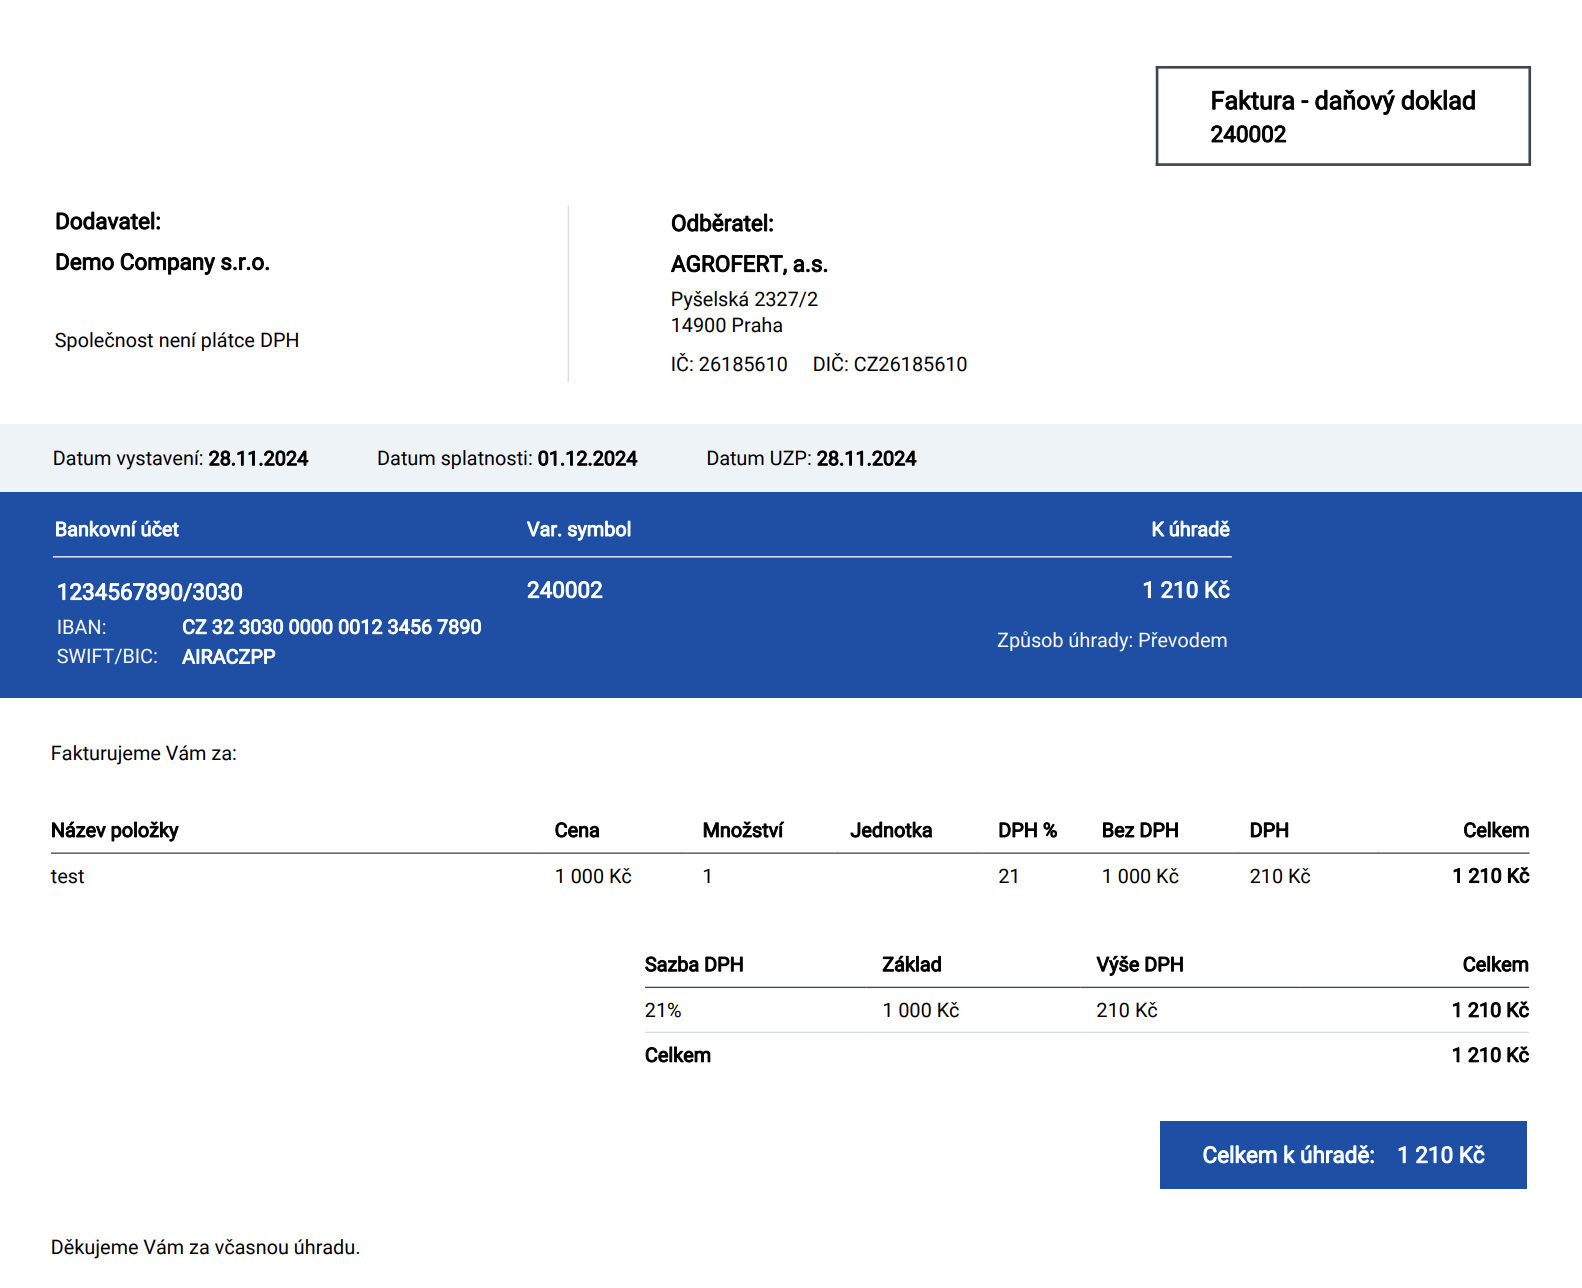 Faktura - daňový doklad
240002
Dodavatel:
Demo Company s.r.o.
Společnost není plátce DPH
Odběratel:
AGROFERT, a.s.
Pyšelská 2327/2
14900 Praha
IČ: 26185610 DIČ: CZ26185610
Datum vystavení: 28.11.2024 Datum splatnosti: 01.12.2024 Datum UZP: 28.11.2024
Bankovní účet Var. symbol K úhradě
1234567890/3030 240002 1 210 Kč
IBAN: CZ 32 3030 0000 0012 3456 7890
Způsob úhrady: Převodem
SWIFT/BIC: AIRACZPP
Fakturujeme Vám za:
Název položky Cena Množství Jednotka DPH % Bez DPH DPH Celkem
test 1 000 Kč 1 21 1 000 Kč 210 Kč 1 210 Kč
Sazba DPH Základ Výše DPH Celkem
21% 1 000 Kč 210 Kč 1 210 Kč
Celkem 1 210 Kč
Celkem k úhradě: 1 210 Kč
Děkujeme Vám za včasnou úhradu.